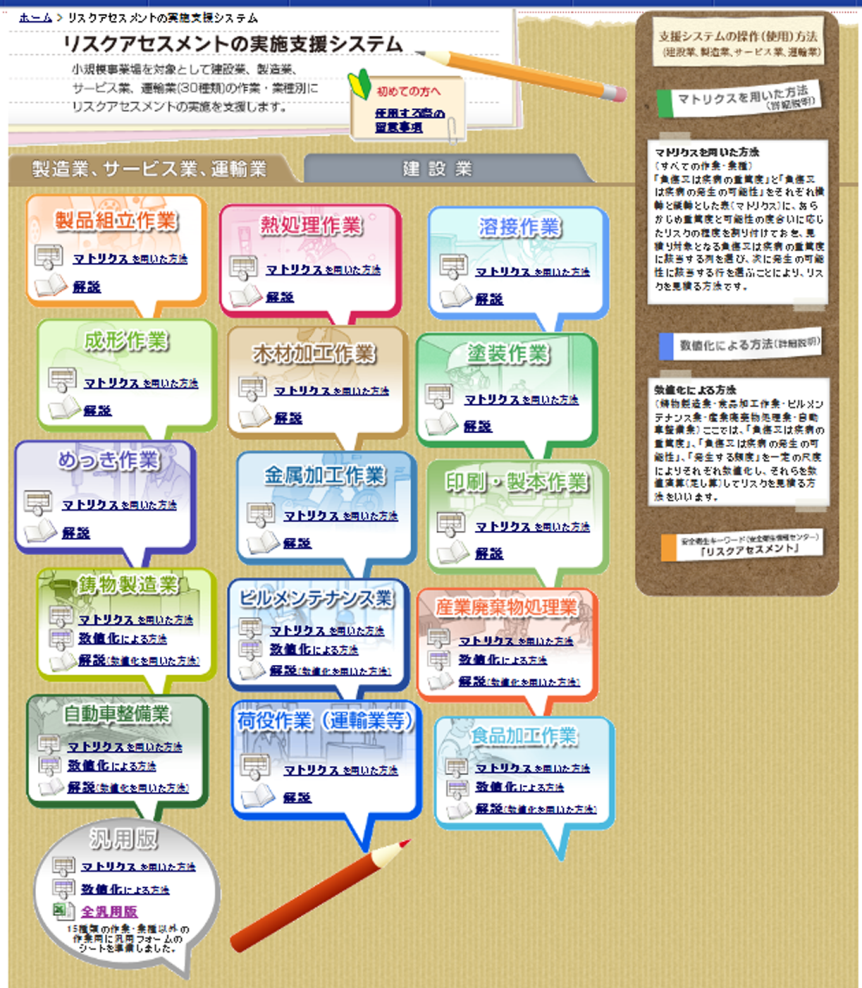 ホーム > リスクアセスメントの実施支援システム
リスクアセスメントの実施支援システム
小規模事業場を対象として建設業、製造業、
サービス業、運輸業(30種類)の作業・業種別に
リスクアセスメントの実施を支援します。
初めての方へ
使用する際の
留意事項
製造業、サービス業、運輸業
建設業
製品組立作業
マトリクスを用いた方法
解説
熱処理作業
マトリクスを用いた方法
解説
溶接作業
マトリクスを用いた方法
解説
成形作業
マトリクスを用いた方法
解説
木材加工作業
マトリクスを用いた方法
解説
塗装作業
マトリクスを用いた方法
解説
めっき作業
マトリクスを用いた方法
解説
金属加工作業
マトリクスを用いた方法
解説
印刷・製本作業
マトリクスを用いた方法
解説
鋳物製造業
マトリクスを用いた方法
数値化による方法
解説(数値化を用いた方法)
ビルメンテナンス業
マトリクスを用いた方法
数値化による方法
解説(数値化を用いた方法)
産業廃棄物処理業
マトリクスを用いた方法
数値化による方法
解説(数値化を用いた方法)
自動車整備業
マトリクスを用いた方法
数値化による方法
解説(数値化を用いた方法)
荷役作業（運輸業等）
マトリクスを用いた方法
解説
食品加工作業
マトリクスを用いた方法
数値化による方法
解説(数値化を用いた方法)
汎用版
マトリクスを用いた方法
数値化による方法
全汎用版
15種類の作業・業種以外の
作業用に汎用フォームの
シートを準備しました。
支援システムの操作(使用)方法
(建設業、製造業、サービス業、運輸業)
マトリクスを用いた方法
(詳細説明)
マトリクスを用いた方法
(すべての作業・業種)
「負傷又は疾病の重篤度」と「負傷又
は疾病の発生の可能性」をそれぞれ横
軸と縦軸とした表(マトリクス)に、あら
かじめ重篤度と可能性の度合いに応じ
たリスクの程度を割り付けておき、見
積り対象となる負傷又は疾病の重篤度
に該当する列を選び、次に発生の可能
性に該当する行を選ぶことにより、リス
クを見積る方法です。
数値化による方法(詳細説明)
数値化による方法
(鋳物製造業・食品加工作業・ビルメン
テナンス業・産業廃棄物処理業・自動
車整備業)ここでは、「負傷又は疾病の
重篤度」、「負傷又は疾病の発生の可
能性」、「発生する頻度」を一定の尺度
によりそれぞれ数値化し、それらを数
値演算(足し算)してリスクを見積る方
法をいいます。
安全衛生キーワード(安全衛生情報センター)
「リスクアセスメント」